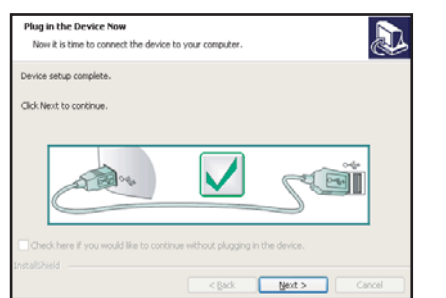 Plug in the Device Now
Now it is time to connect the device to your computer.
Device setup complete.
Click Next to continue.
Check here if you would like to continue without plugging in the device.
InstallShield
< Back
Next >
Cancel